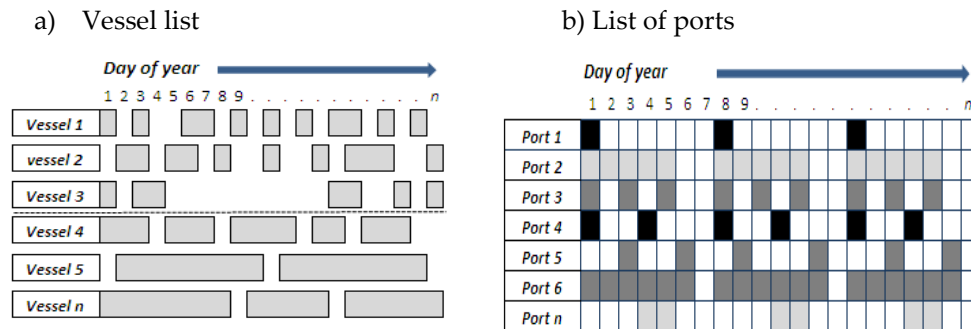 a) Vessel list
Day of year
1 2 3 4 5 6 7 8 9 . . . . . . . . . . . n
Vessel 1
vessel 2
Vessel 3
Vessel 4
Vessel 5
Vessel n
b) List of ports
Day of year
1 2 3 4 5 6 7 8 9 . . . . . . . . . . . . . n
Port 1
Port 2
Port 3
Port 4
Port 5
Port 6
Port n